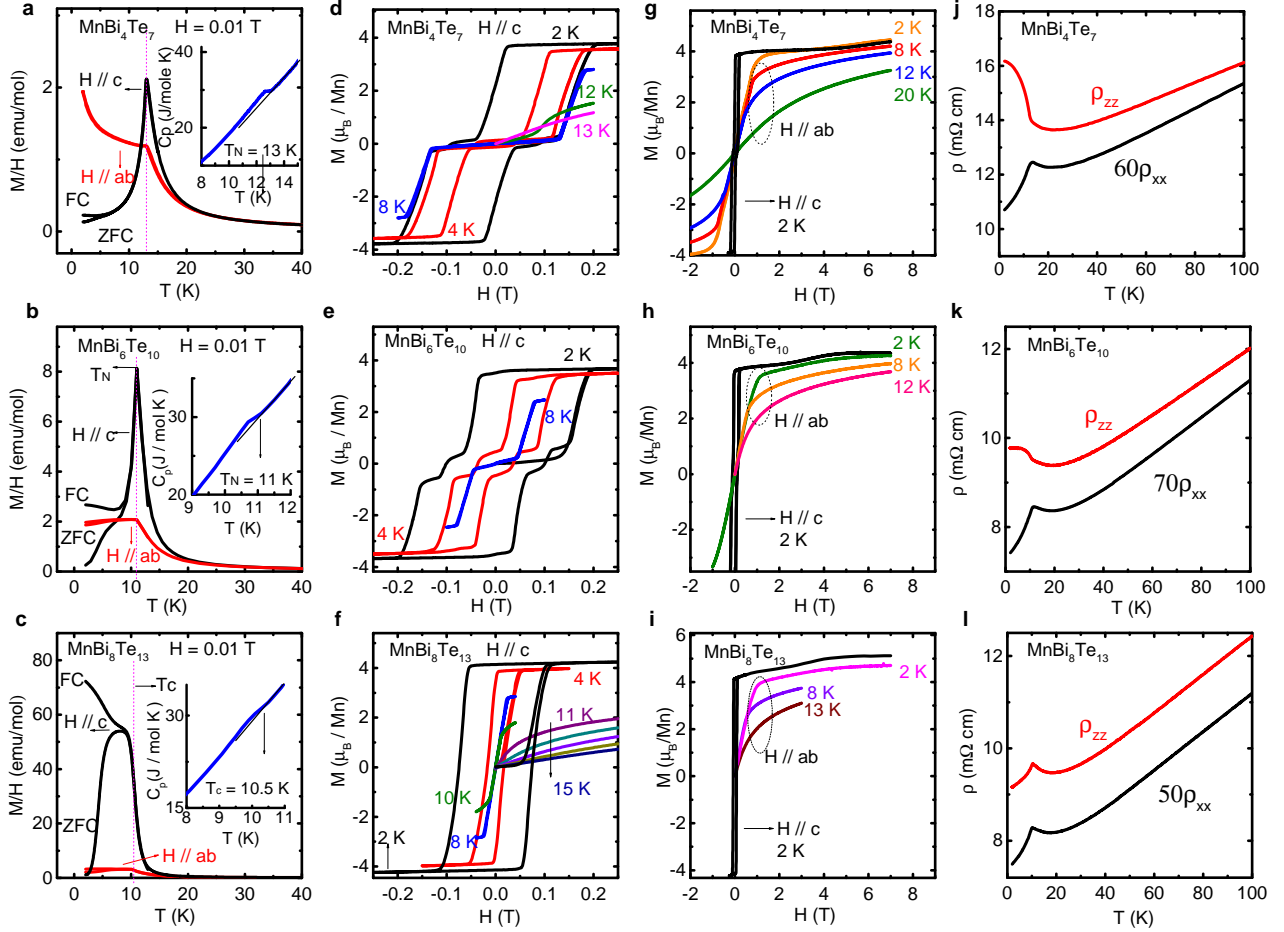 a
MnBi4Te7
H = 0.01 T
M/H (emu/mol)
2
0
H // c
H // ab
FC
ZFC
0 10 20 30 40
T (K)
Cp (J/mole K)
30
20
TN = 13 K
8 10 12 14
T (K)
d
MnBi4Te7
H // c
2 K
12 K
13 K
8 K
4 K
M (μB / Mn)
4
2
0
-2
-4
-0.2 -0.1 0.0 0.1 0.2
H (T)
g
MnBi4Te7
2 K
8 K
12 K
20 K
H // ab
H // c
2 K
M (μB/Mn)
6
4
2
0
-2
-4
-2 0 2 4 6 8
H (T)
j
MnBi4Te7
ρzz
60ρxx
ρ (mΩ cm)
18
16
14
12
10
0 20 40 60 80 100
T (K)
b
MnBi6Te10
H = 0.01 T
TN
H // c
FC
ZFC
H // ab
M/H (emu/mol)
8
6
4
2
0
0 10 20 30 40
T (K)
Cp(J / mol K )
30
20
TN = 11 K
9 10 11 12
T (K)
e
MnBi6Te10
H // c
2 K
8 K
4 K
M (μB / Mn)
4
2
0
-2
-4
-0.2 -0.1 0.0 0.1 0.2
H (T)
h
MnBi6Te10
2 K
8 K
12 K
H // ab
H // c
2 K
M (μB/Mn)
6
4
2
0
-2
-2 0 2 4 6 8
H (T)
k
MnBi6Te10
ρzz
70ρxx
ρ (mΩ cm)
12
10
8
0 20 40 60 80 100
T (K)
c
MnBi8Te13
H = 0.01 T
FC
Tc
H // c
ZFC
H // ab
M/H (emu/mol)
80
60
40
20
0
0 10 20 30 40
T (K)
Cp(J / mol K )
30
15
Tc = 10.5 K
8 9 10 11
T (K)
f
MnBi8Te13
H // c
4 K
11 K
15 K
10 K
8 K
2 K
M (μB/Mn)
4
2
0
-2
-4
-0.2 -0.1 0.0 0.1 0.2
H (T)
i
MnBi8Te13
2 K
8 K
13 K
H // ab
H // c
2 K
M (μB/Mn)
6
4
2
0
-2
-4
-2 0 2 4 6 8
H (T)
l
MnBi8Te13
ρzz
50ρxx
ρ (mΩ cm)
12
10
8
0 20 40 60 80 100
T (K)